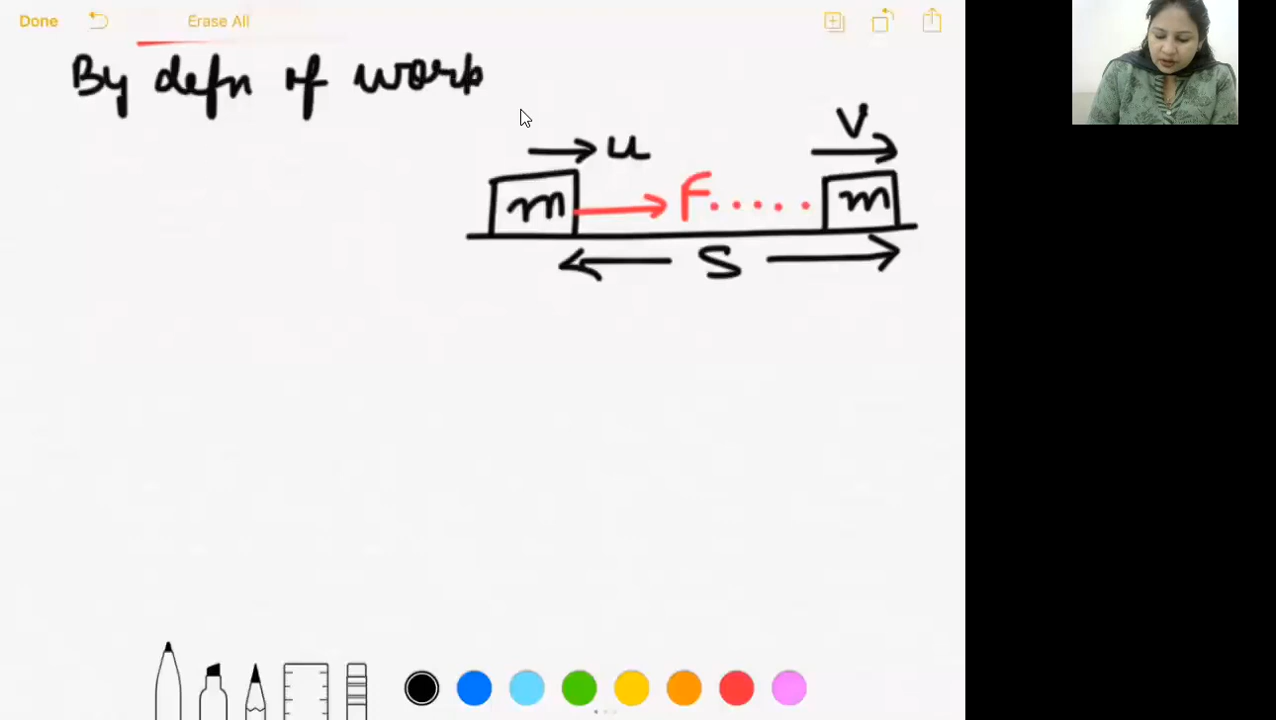 Done Erase All
By defn of work
u V
m F..... m
S